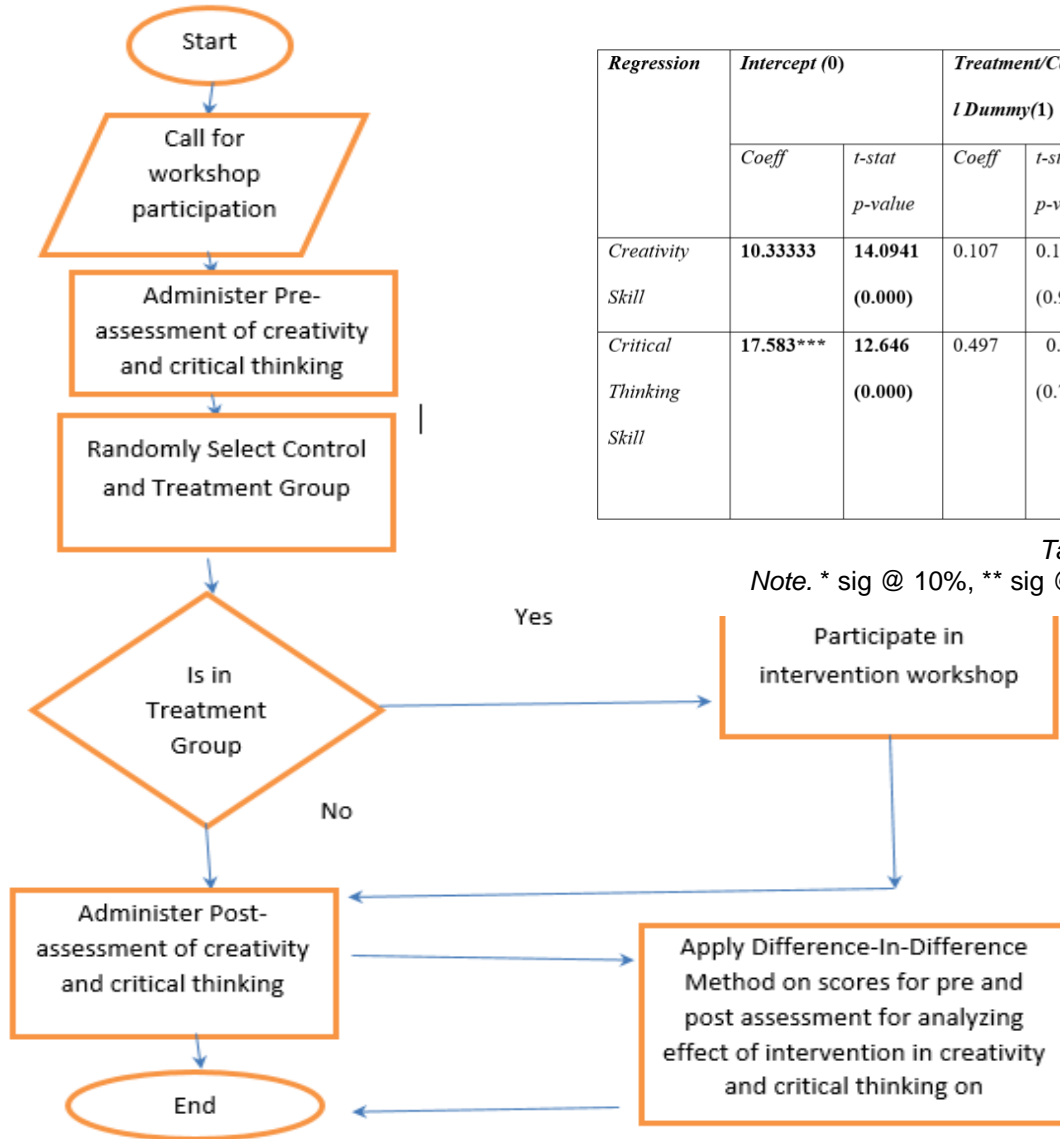 Start
Call for
workshop
participation
Administer Pre-
assessment of creativity
and critical thinking
Randomly Select Control
and Treatment Group
Is in
Treatment
Group
Yes
No
Participate in
intervention workshop
Administer Post-
assessment of creativity
and critical thinking
Apply Difference-In-Difference
Method on scores for pre and
post assessment for analyzing
effect of intervention in creativity
and critical thinking on
End
Regression Intercept (0)
l Dummy(1)
Coeff t-stat Coeff
p-value
Creativity 10.33333 14.0941 0.107
Skill (0.000)
Critical 17.583*** 12.646 0.497
Thinking (0.000)
Skill
Note. * sig @ 10%, ** sig @